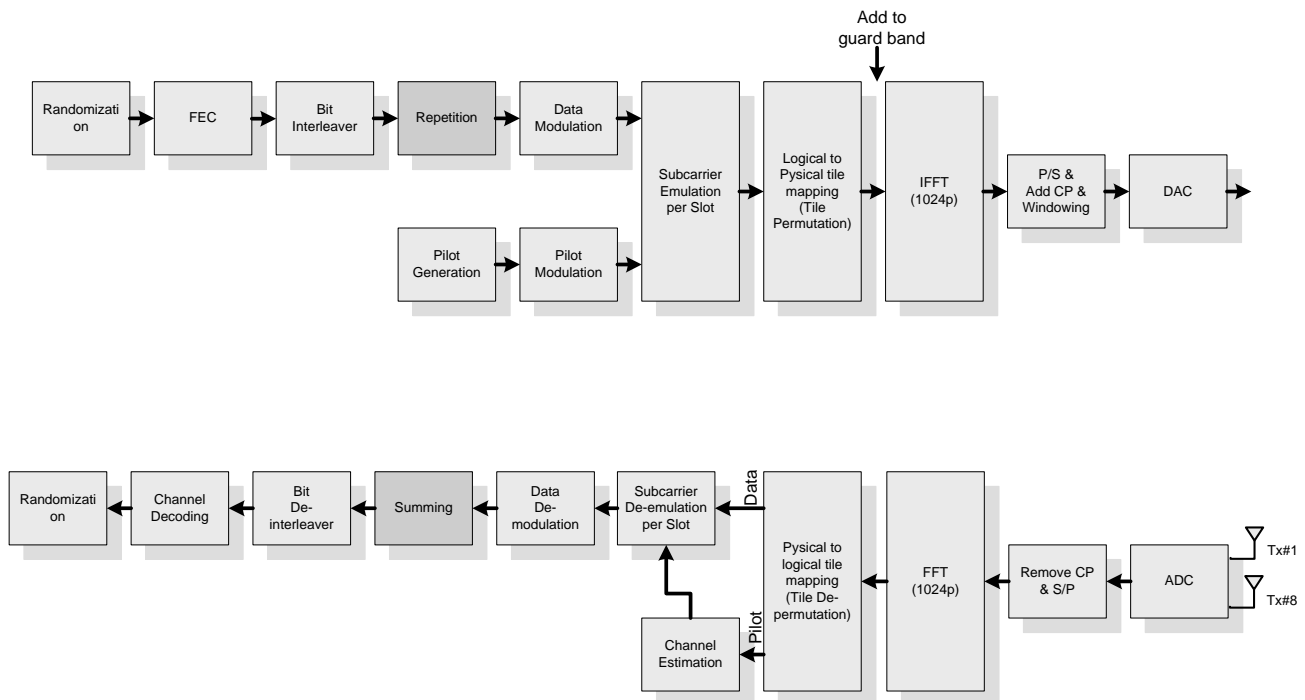 Add to
guard band
Randomizati
on
FEC
Bit
Interleaver
Repetition
Data
Modulation
Pilot
Generation
Pilot
Modulation
Subcarrier
Emulation
per Slot
Logical to
Pysical tile
mapping
(Tile
Permutation)
IFFT
(1024p)
P/S &
Add CP &
Windowing
DAC
Randomizati
on
Channel
Decoding
Bit
De-
interleaver
Summing
Data
De-
modulation
Subcarrier
De-emulation
per Slot
Data
Channel
Estimation
Pilot
Pysical to
logical tile
mapping
(Tile De-
permutation)
FFT
(1024p)
Remove CP
& S/P
ADC
Tx#1
Tx#8